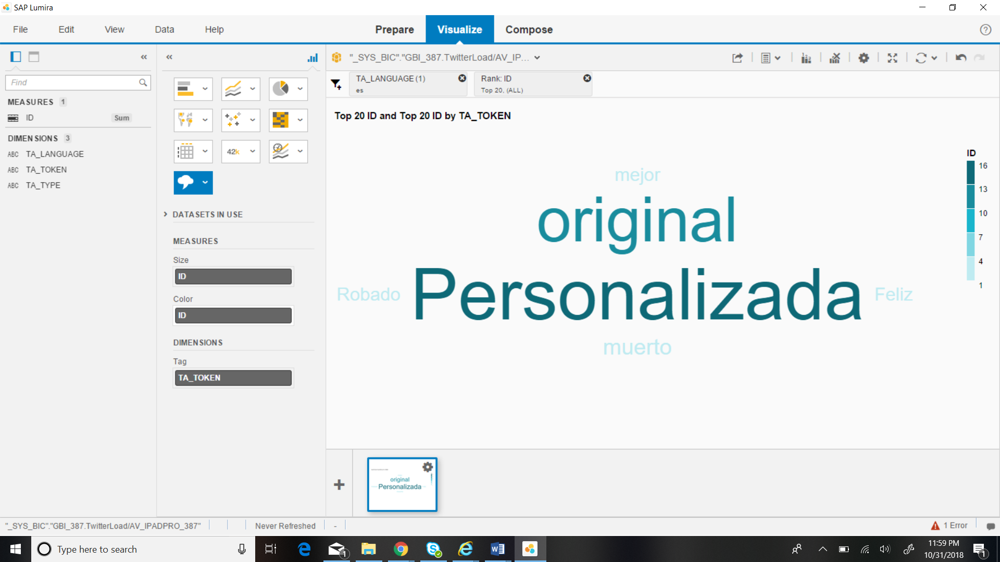 SAP Lumira
File Edit View Data Help Prepare Visualize Compose
Find
MEASURES 1
ID Sum
DIMENSIONS 3
ABC TA_LANGUAGE
ABC TA_TOKEN
ABC TA_TYPE
42k
DATASETS IN USE
MEASURES
Size
ID
Color
ID
DIMENSIONS
Tag
TA_TOKEN
"_SYS_BIC"."GBI_387.TwitterLoad/AV_IP...
TA_LANGUAGE (1)
es
Rank: ID
Top 20, (ALL)
Top 20 ID and Top 20 ID by TA_TOKEN
mejor
original
Robado Personalizada Feliz
muerto
ID
16
13
10
7
4
1
original
Personalizada
"_SYS_BIC"."GBI_387.TwitterLoad/AV_IPADPRO_387" Never Refreshed - 1 Error
Type here to search
1
11:59 PM
10/31/2018
1